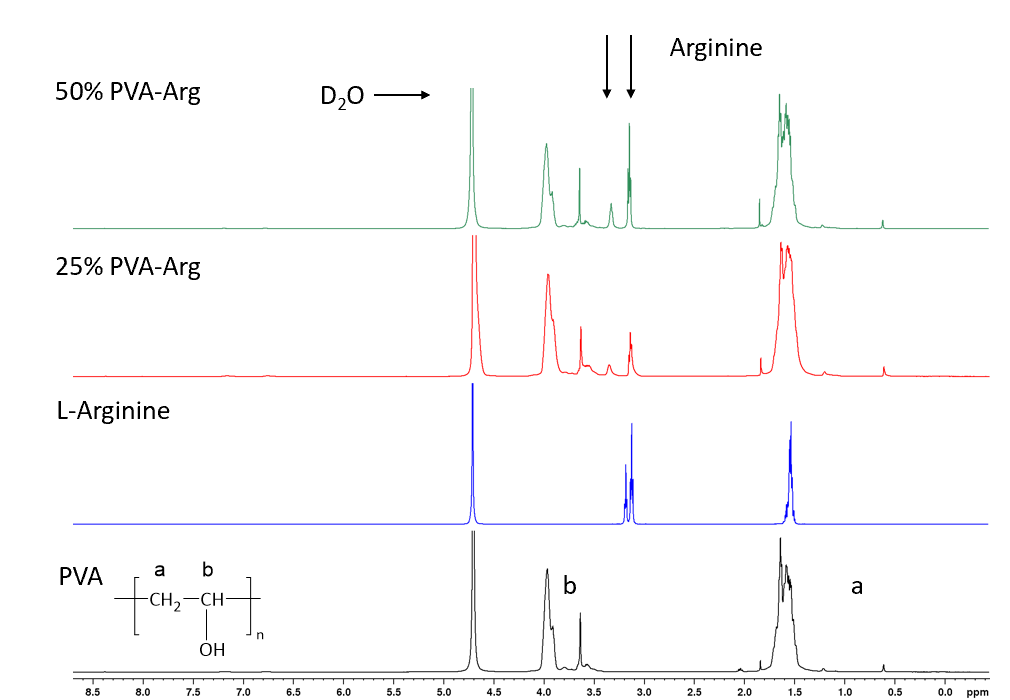 Arginine
50% PVA-Arg
D₂O
25% PVA-Arg
L-Arginine
PVA
a b
b
a
CH₂ CH
n
OH
8.5 8.0 7.5 7.0 6.5 6.0 5.5 5.0 4.5 4.0 3.5 3.0 2.5 2.0 1.5 1.0 0.5 0.0 ppm